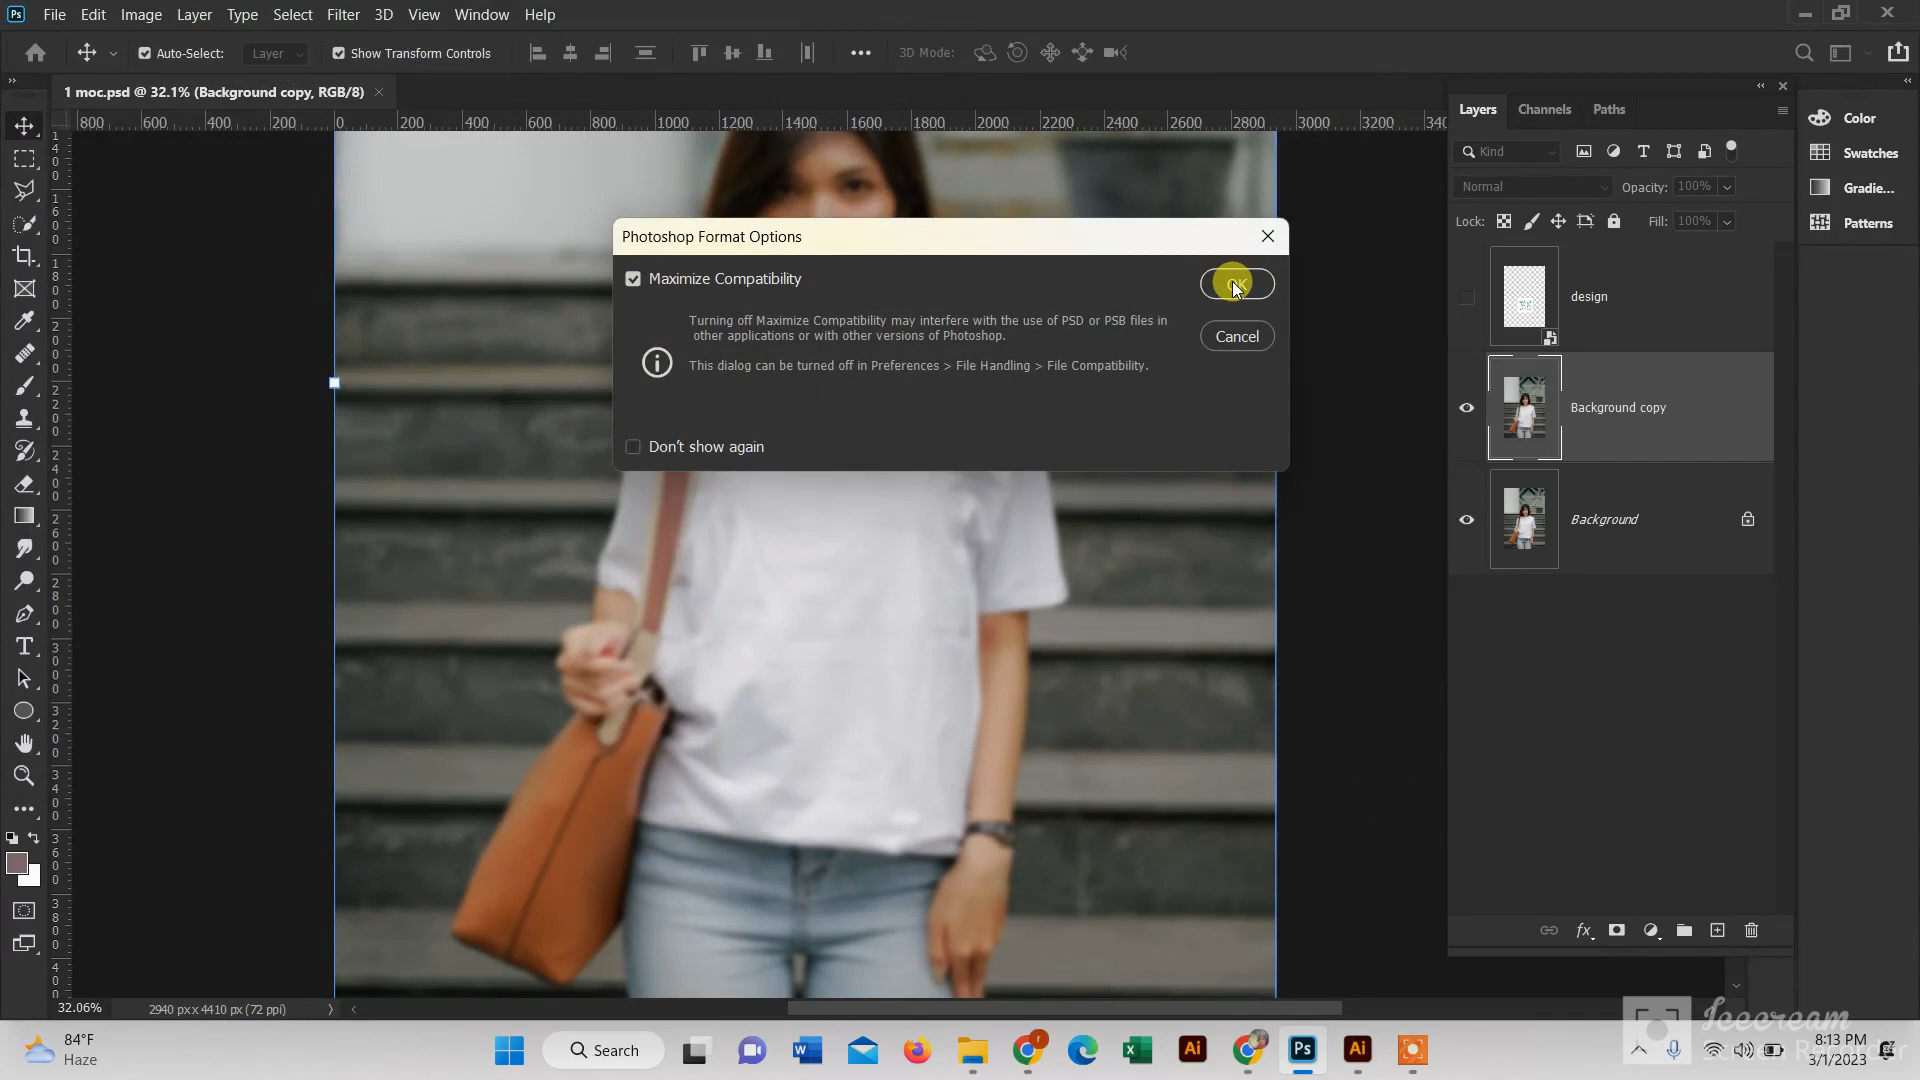 Ps File Edit Image Layer Type Select Filter 3D View Window Help
Auto-Select: Layer Show Transform Controls 3D Mode:
1 moc.psd @ 32.1% (Background copy, RGB/8)
800 600 400 200 0 200 400 600 800 1000 1200 1400 1600 1800 2000 2200 2400 2600 2800 3000 3200
Layers Channels Paths
Kind
Normal Opacity: 100%
Lock: Fill: 100%
design
Background copy
Background
Color
Swatches
Gradie...
Patterns
Photoshop Format Options
Maximize Compatibility
OK
Turning off Maximize Compatibility may interfere with the use of PSD or PSB files in
other applications or with other versions of Photoshop.
Cancel
This dialog can be turned off in Preferences > File Handling > File Compatibility.
Don't show again
fx
32.06% 2940 px x 4410 px (72 ppi)
Icecream
Screen Recorder
84°F
Haze
Search
8:13 PM
3/1/2023